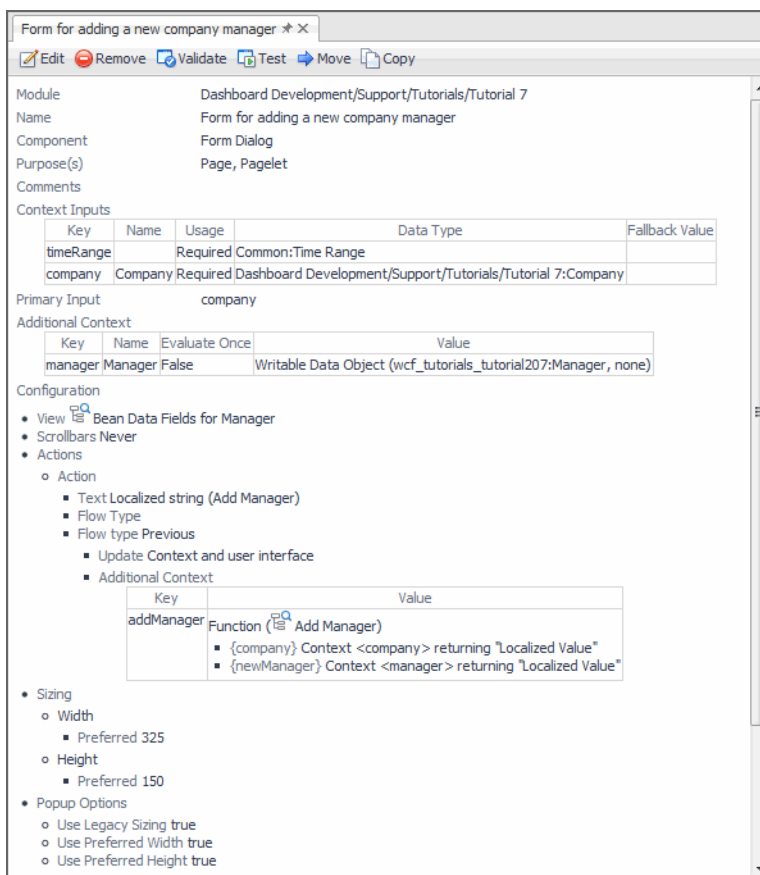 Form for adding a new company manager
Edit Remove Validate Test Move Copy
Module Dashboard Development/Support/Tutorials/Tutorial 7
Name Form for adding a new company manager
Component Form Dialog
Purpose(s) Page, Pagelet
Comments
Context Inputs
Key Name Usage Data Type Fallback Value
timeRange Required Common:Time Range
company Company Required Dashboard Development/Support/Tutorials/Tutorial 7:Company
Primary Input company
Additional Context
Key Name Evaluate Once Value
manager Manager False Writable Data Object (wcf_tutorials_tutorial207:Manager, none)
Configuration
View Bean Data Fields for Manager
Scrollbars Never
Actions
Action
Text Localized string (Add Manager)
Flow Type
Flow type Previous
Update Context and user interface
Additional Context
Key Value
addManager Function (Add Manager)
{company} Context <company> returning "Localized Value"
{newManager} Context <manager> returning "Localized Value"
Sizing
Width
Preferred 325
Height
Preferred 150
Popup Options
Use Legacy Sizing true
Use Preferred Width true
Use Preferred Height true